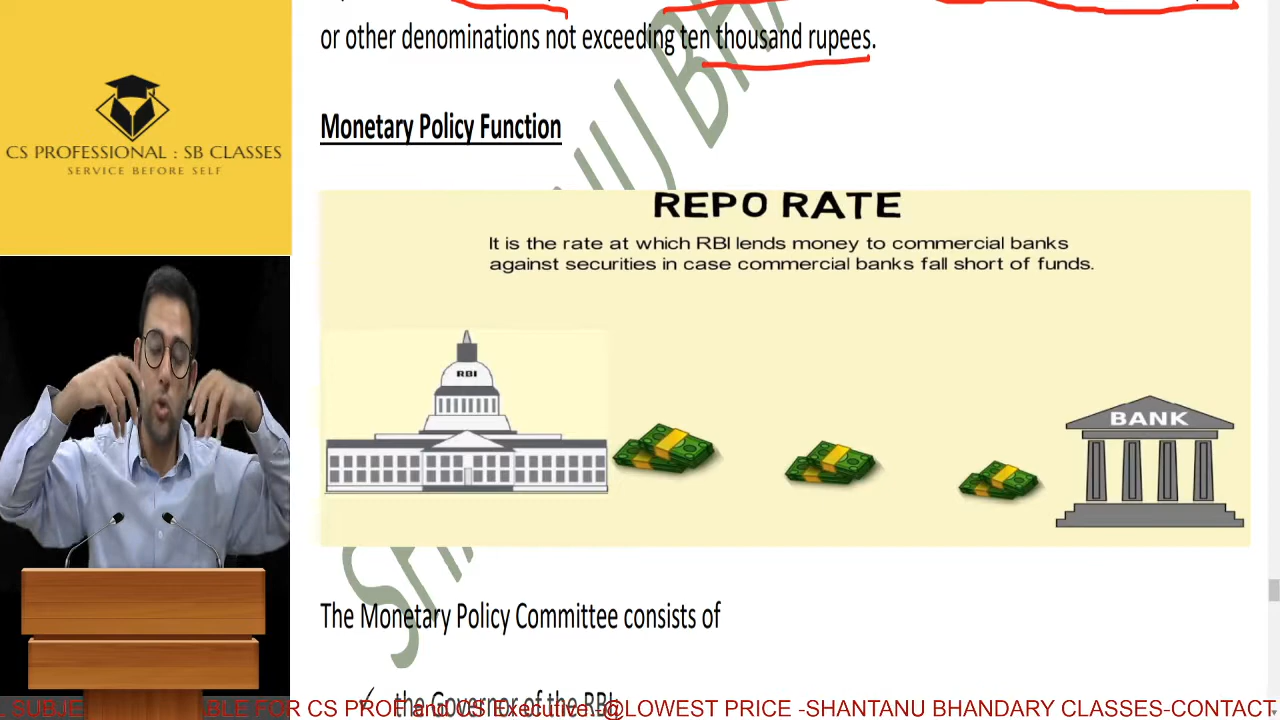 or other denominations not exceeding ten thousand rupees.
CS PROFESSIONAL : SB CLASSES
SERVICE BEFORE SELF
Monetary Policy Function
REPO RATE
It is the rate at which RBI lends money to commercial banks
against securities in case commercial banks fall short of funds.
RBI
BANK
The Monetary Policy Committee consists of
✓ the Governor of the RBI;
FOR CS PROF and CS Executive -@LOWEST PRICE -SHANTANU BHANDARY CLASSES-CONTACT